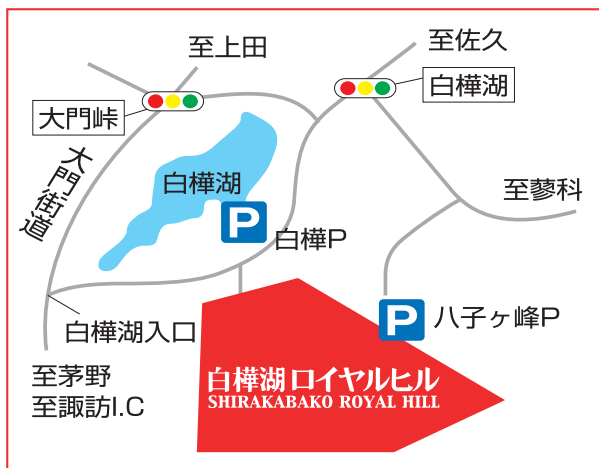 至上田
至佐久
大門峠
白樺湖
大門街道
白樺湖
P
白樺P
至蓼科
白樺湖入口
P
八子ヶ峰P
至茅野
至諏訪I.C
白樺湖ロイヤルヒル
SHIRAKABAKO ROYAL HILL